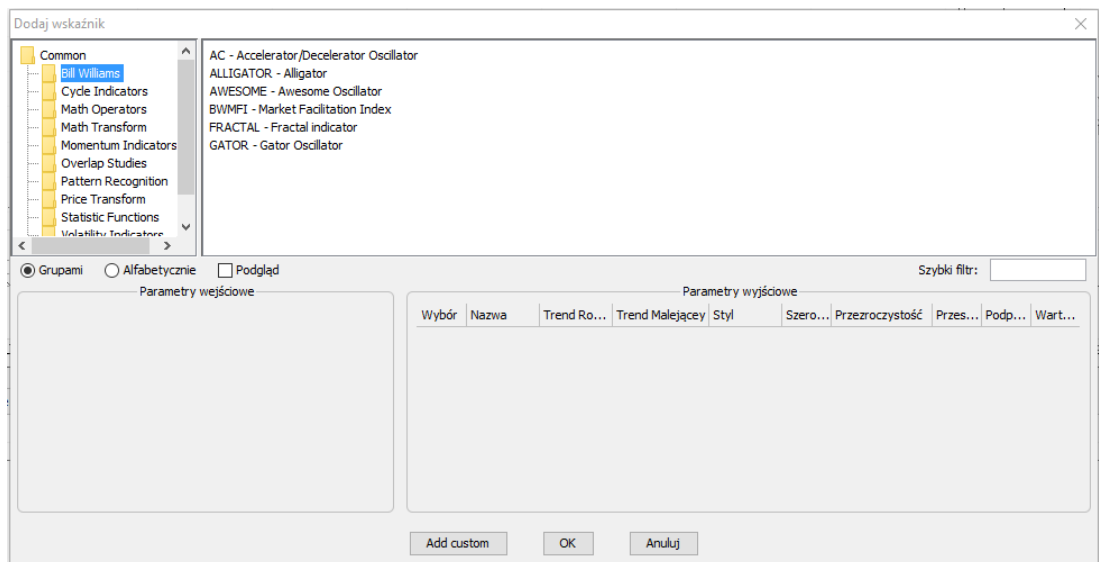 Dodaj wskaźnik
Common
Bill Williams
Cycle Indicators
Math Operators
Math Transform
Momentum Indicators
Overlap Studies
Pattern Recognition
Price Transform
Statistic Functions
Volatility Indicators
AC - Accelerator/Decelerator Oscillator
ALLIGATOR - Alligator
AWESOME - Awesome Oscillator
BWMFI - Market Facilitation Index
FRACTAL - Fractal indicator
GATOR - Gator Oscillator
Grupami Alfabetycznie Podgląd Szybki filtr:
Parametry wejściowe
Parametry wyjściowe
Wybór Nazwa Trend Ro... Trend Malejącey Styl Szero... Przezroczystość Przes... Podp... Wart...
Add custom OK Anuluj